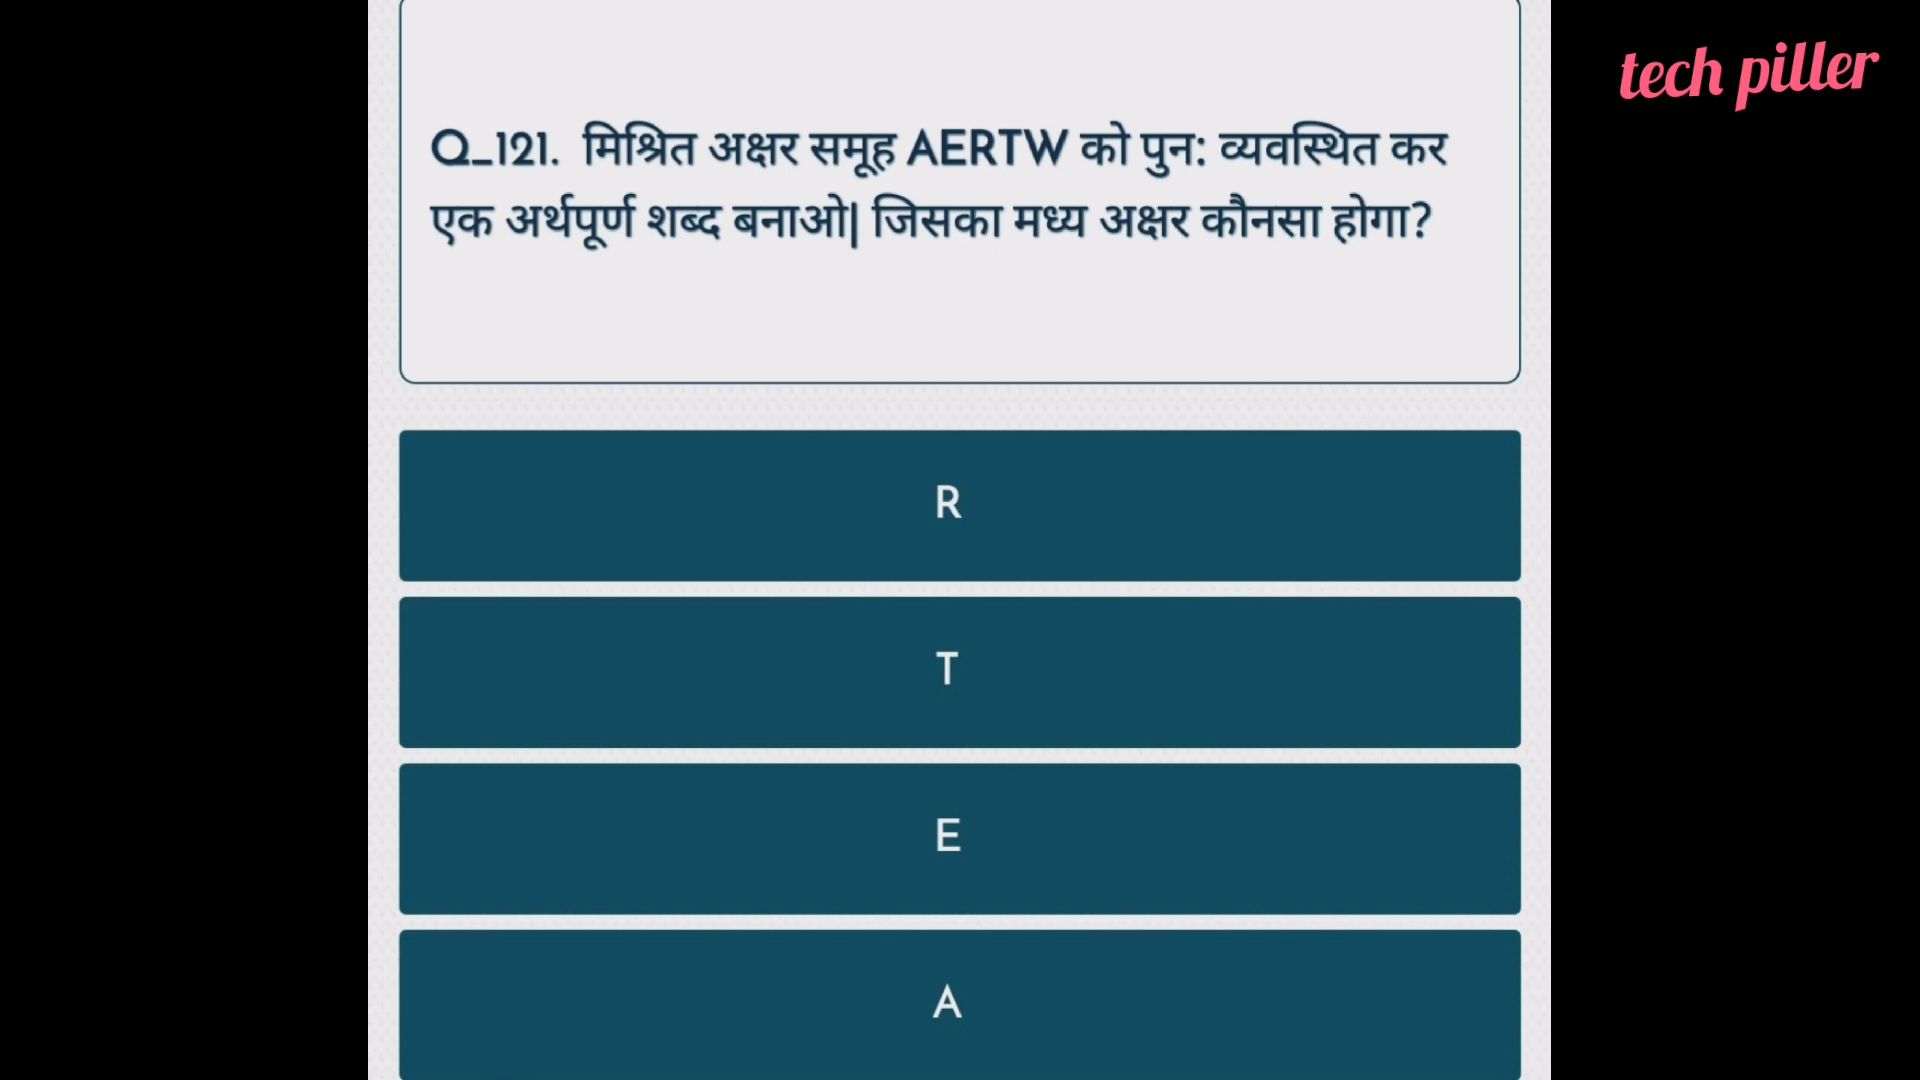 tech piller
Q_121. मिश्रित अक्षर समूह AERTW को पुन: व्यवस्थित कर
एक अर्थपूर्ण शब्द बनाओ| जिसका मध्य अक्षर कौनसा होगा?
R
T
E
A